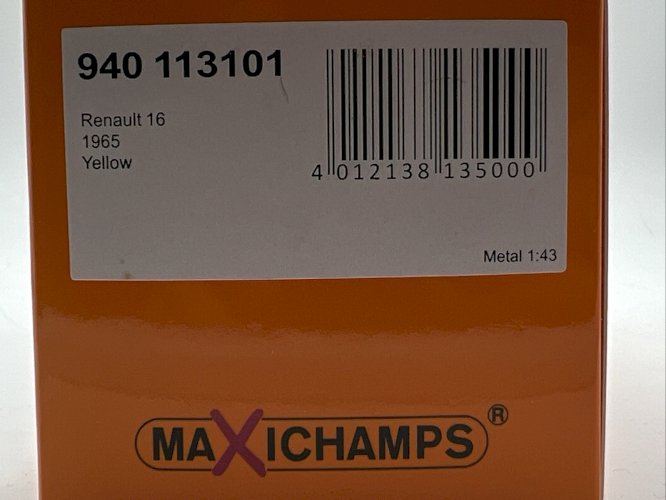 940 113101
Renault 16
1965
Yellow
4 012138 135000
Metal 1:43
MAXICHAMPS®